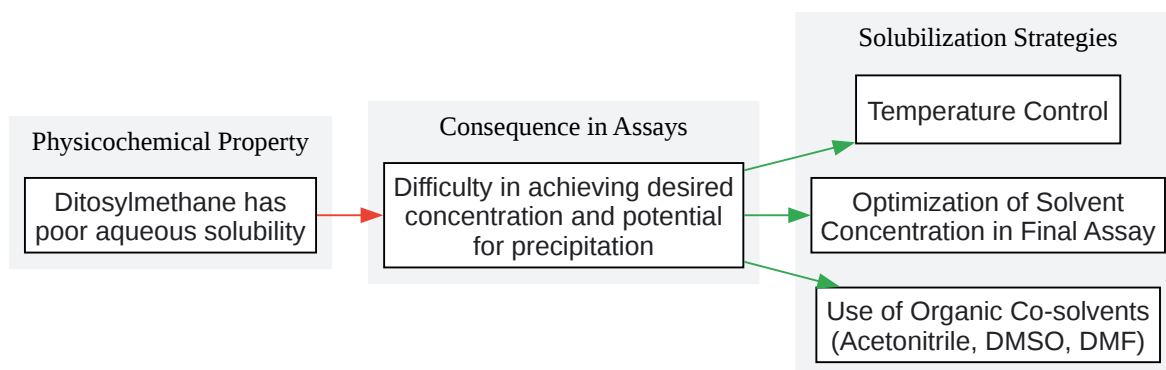 Physicochemical Property
Ditosylmethane has
poor aqueous solubility
Consequence in Assays
Difficulty in achieving desired
concentration and potential
for precipitation
Solubilization Strategies
Temperature Control
Optimization of Solvent
Concentration in Final Assay
Use of Organic Co-solvents
(Acetonitrile, DMSO, DMF)